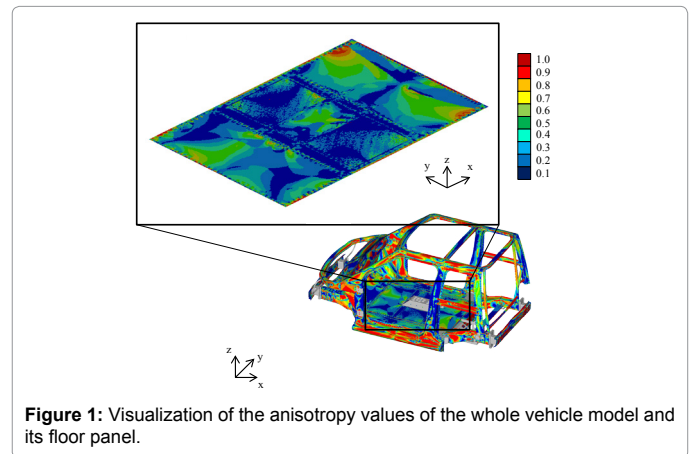 1.0
0.9
0.8
0.7
0.6
0.5
0.4
0.3
0.2
0.1
z
y
x
z
y
x
Figure 1: Visualization of the anisotropy values of the whole vehicle model and
its floor panel.